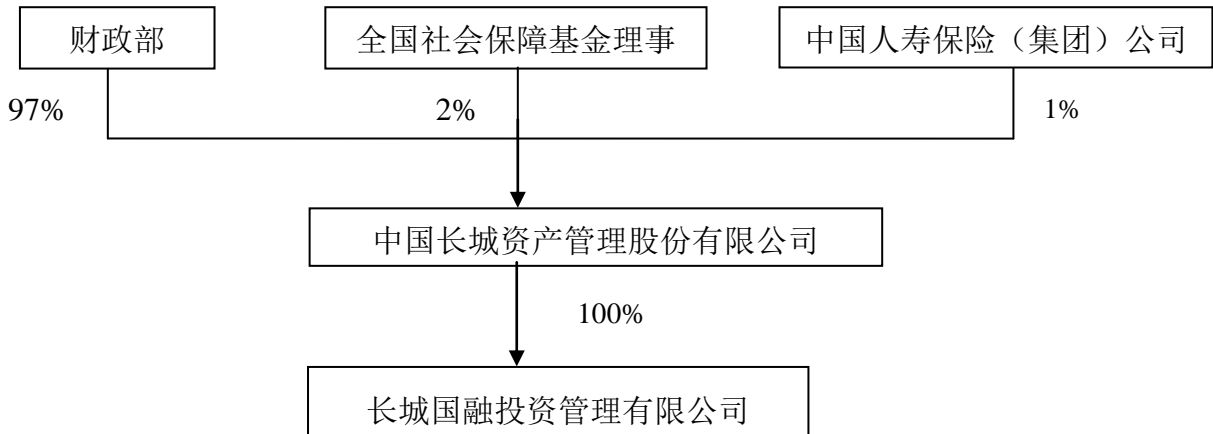 财政部
全国社会保障基金理事
中国人寿保险（集团）公司
97%
2%
1%
中国长城资产管理股份有限公司
100%
长城国融投资管理有限公司